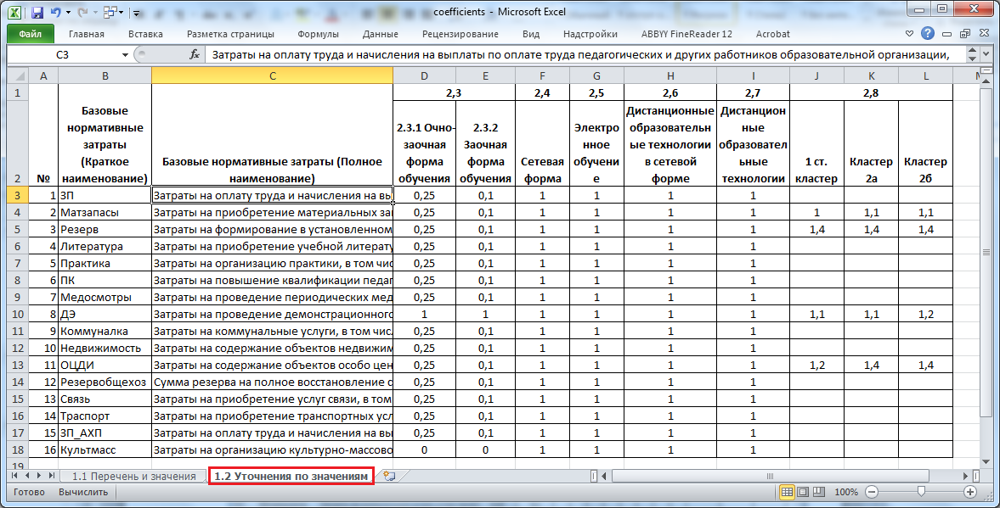 coefficients - Microsoft Excel
Файл Главная Вставка Разметка страницы Формулы Данные Рецензирование Вид Надстройки ABBYY FineReader 12 Acrobat
C3 fx Затраты на оплату труда и начисления на выплаты по оплате труда педагогических и других работников образовательной организации,
A B C D E F G H I J K L
1 2,3 2,4 2,5 2,6 2,7 2,8
2 № Базовые нормативные затраты (Краткое наименование) Базовые нормативные затраты (Полное наименование) 2.3.1 Очно-заочная форма обучения 2.3.2 Заочная форма обучения Сетевая форма Электронное обучение Дистанционные образовательные технологии в сетевой форме Дистанционные образовательные технологии 1 ст. кластер Кластер 2а Кластер 2б
3 1 ЗП Затраты на оплату труда и начисления на вы 0,25 0,1 1 1 1 1
4 2 Матзапасы Затраты на приобретение материальных за 0,25 0,1 1 1 1 1 1 1,1 1,1
5 3 Резерв Затраты на формирование в установленном 0,25 0,1 1 1 1 1 1,4 1,4 1,4
6 4 Литература Затраты на приобретение учебной литерату 0,25 0,1 1 1 1 1
7 5 Практика Затраты на организацию практики, в том чис 0,25 0,1 1 1 1 1
8 6 ПК Затраты на повышение квалификации педаг 0,25 0,1 1 1 1 1
9 7 Медосмотры Затраты на проведение периодических мед 0,25 0,1 1 1 1 1
10 8 ДЭ Затраты на проведение демонстрационного 1 1 1 1 1 1 1,1 1,1 1,2
11 9 Коммуналка Затраты на коммунальные услуги, в том чис 0,25 0,1 1 1 1 1
12 10 Недвижимость Затраты на содержание объектов недвижим 0,25 0,1 1 1 1 1
13 11 ОЦДИ Затраты на содержание объектов особо цен 0,25 0,1 1 1 1 1 1,2 1,4 1,4
14 12 Резервобщехоз Сумма резерва на полное восстановление с 0,25 0,1 1 1 1 1
15 13 Связь Затраты на приобретение услуг связи, в том 0,25 0,1 1 1 1 1
16 14 Траспорт Затраты на приобретение транспортных усл 0,25 0,1 1 1 1 1
17 15 ЗП_АХП Затраты на оплату труда и начисления на вы 0,25 0,1 1 1 1 1
18 16 Культмасс Затраты на организацию культурно-массово 0 0 1 1 1 1
19
1.1 Перечень и значения 1.2 Уточнения по значениям
Готово Вычислить 100%